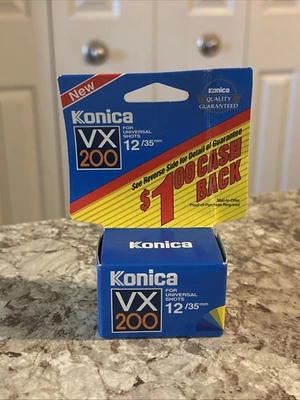 New
Konica
QUALITY
GUARANTEED
Konica
VX
200
FOR
UNIVERSAL
SHOTS
12/35mm
See Reverse Side for Detail of Guarantee
$1.00 CASH
BACK
Mail-to-Offer
Proof-of-Purchase Required
Konica
Konica
VX
200
FOR
UNIVERSAL
SHOTS
12/35mm